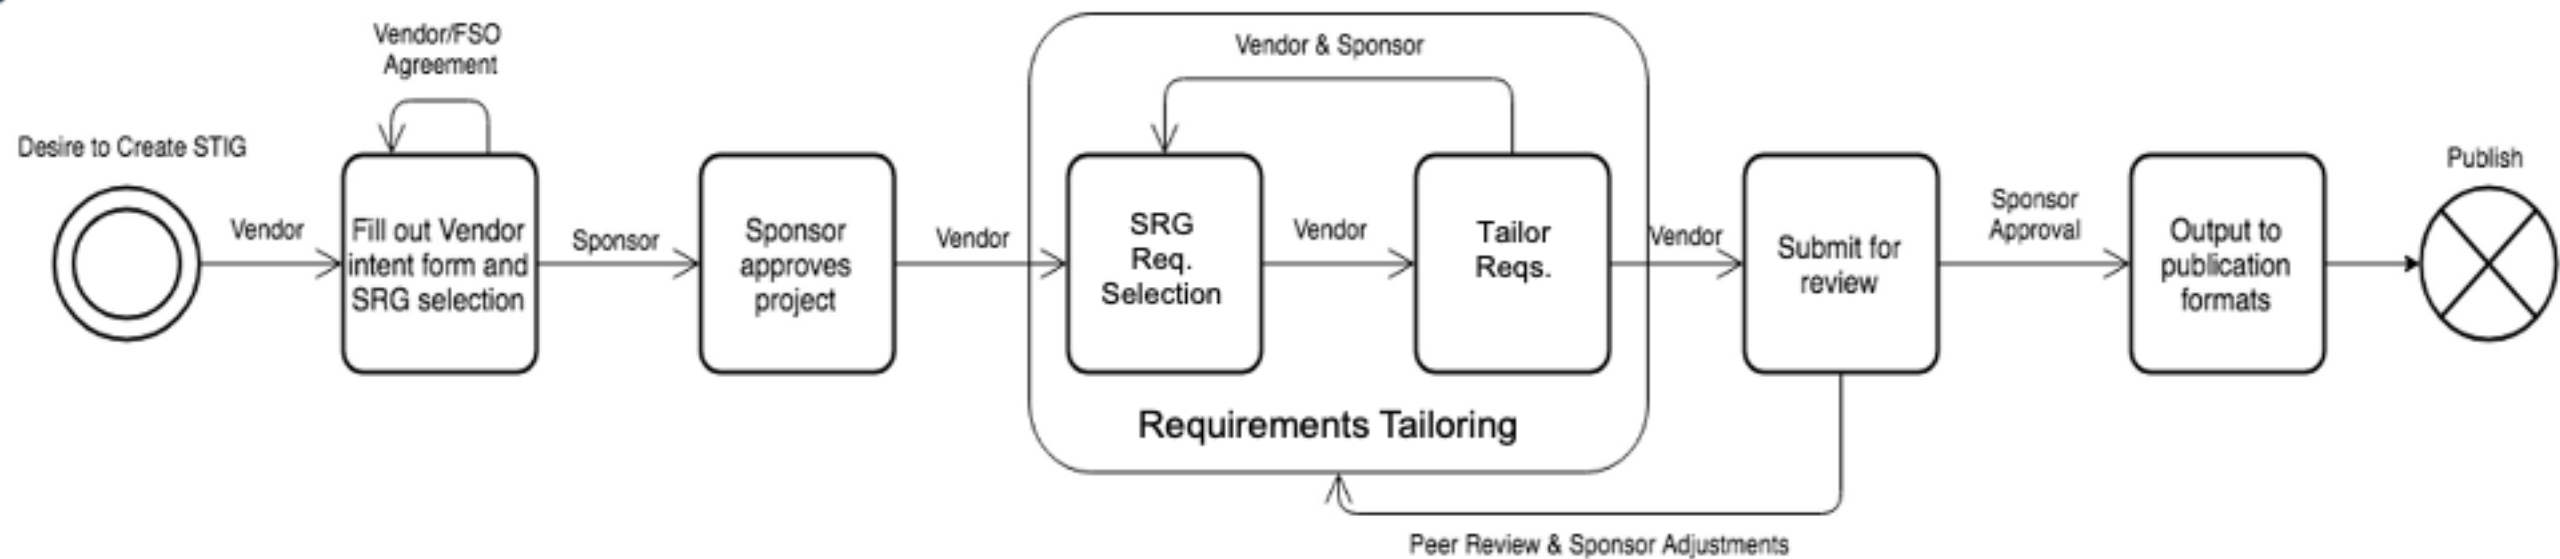 Desire to Create STIG
Vendor
Vendor/FSO
Agreement
Fill out Vendor
intent form and
SRG selection
Sponsor
Sponsor
approves
project
Vendor
Vendor & Sponsor
SRG
Req.
Selection
Vendor
Tailor
Reqs.
Requirements Tailoring
Vendor
Submit for
review
Peer Review & Sponsor Adjustments
Sponsor
Approval
Output to
publication
formats
Publish